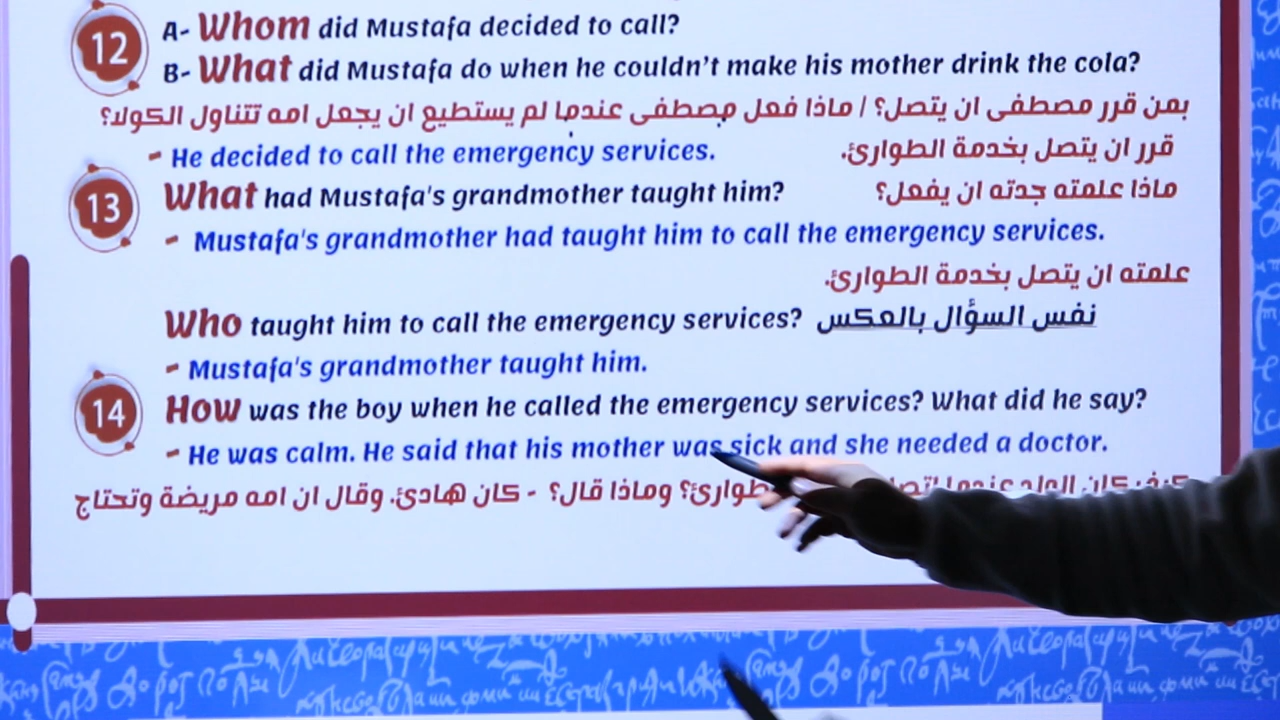 12
A- Whom did Mustafa decided to call?
B- What did Mustafa do when he couldn't make his mother drink the cola?
بمن قرر مصطفى ان يتصل؟ / ماذا فعل مصطفى عندما لم يستطيع ان يجعل امه تتناول الكولا؟
- He decided to call the emergency services. قرر ان يتصل بخدمة الطوارئ.
13 What had Mustafa's grandmother taught him? ماذا علمته جدته ان يفعل؟
- Mustafa's grandmother had taught him to call the emergency services.
علمته ان يتصل بخدمة الطوارئ.
Who taught him to call the emergency services? نفس السؤال بالعكس
- Mustafa's grandmother taught him.
14 How was the boy when he called the emergency services? What did he say?
- He was calm. He said that his mother was sick and she needed a doctor.
كيف كان الولد عندما وماذا قال؟ - كان هادئ. وقال ان امه مريضة وتحتاج